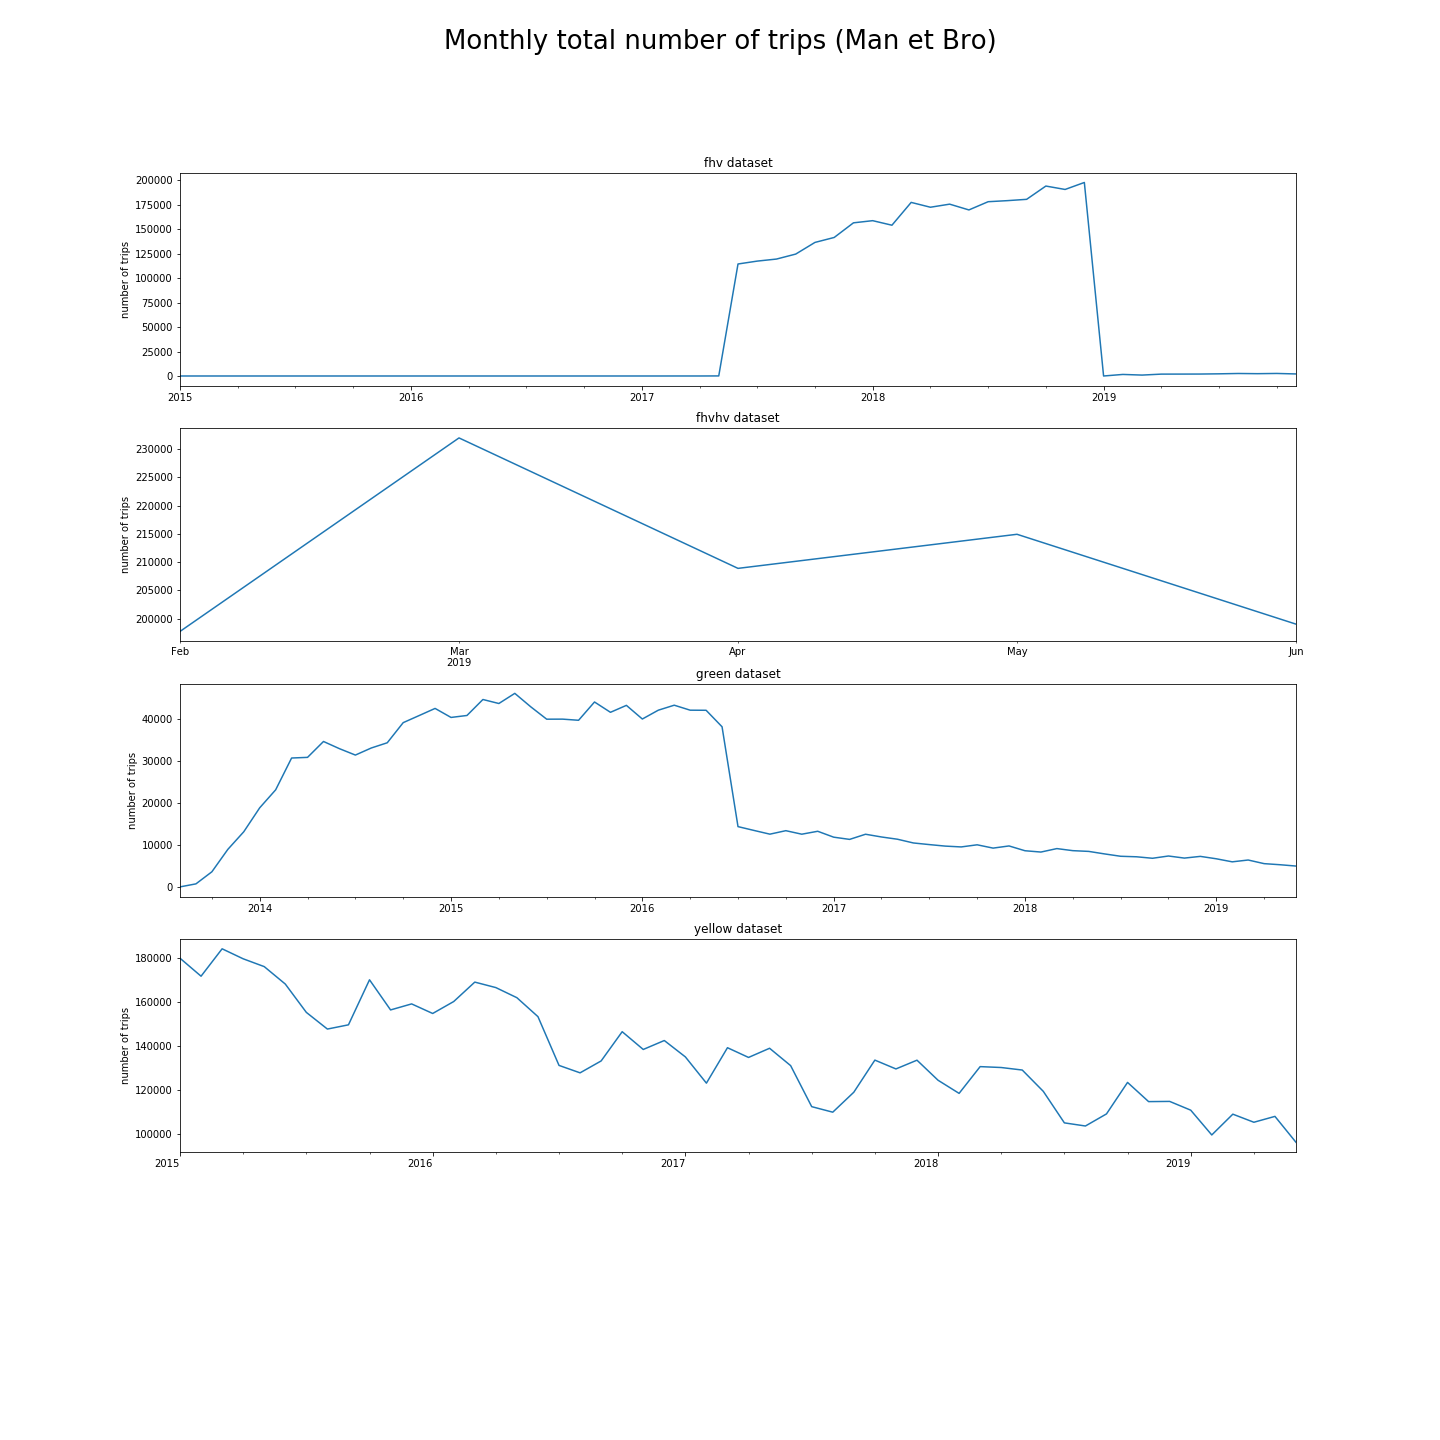 Monthly total number of trips (Man et Bro)
fhv dataset
number of trips
200000
175000
150000
125000
100000
75000
50000
25000
0
2015 2016 2017 2018 2019
fhvhv dataset
number of trips
230000
225000
220000
215000
210000
205000
200000
Feb Mar Apr May Jun
2019
green dataset
number of trips
40000
30000
20000
10000
0
2014 2015 2016 2017 2018 2019
yellow dataset
number of trips
180000
160000
140000
120000
100000
2015 2016 2017 2018 2019